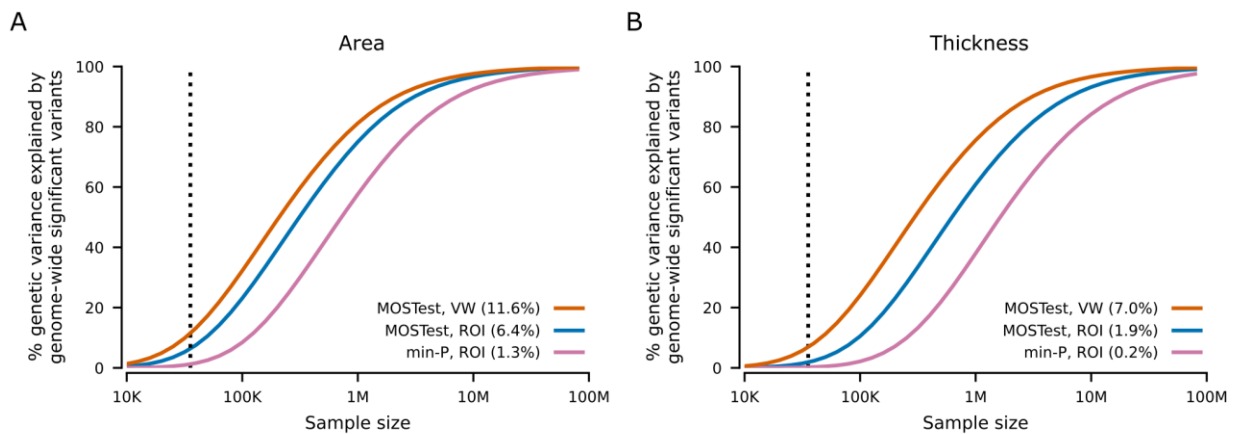 A
Area
% genetic variance explained by
genome-wide significant variants
100
80
60
40
20
0
MOSTest, VW (11.6%)
MOSTest, ROI (6.4%)
min-P, ROI (1.3%)
10K
100K
1M
10M
100M
Sample size
B
Thickness
% genetic variance explained by
genome-wide significant variants
100
80
60
40
20
0
MOSTest, VW (7.0%)
MOSTest, ROI (1.9%)
min-P, ROI (0.2%)
10K
100K
1M
10M
100M
Sample size